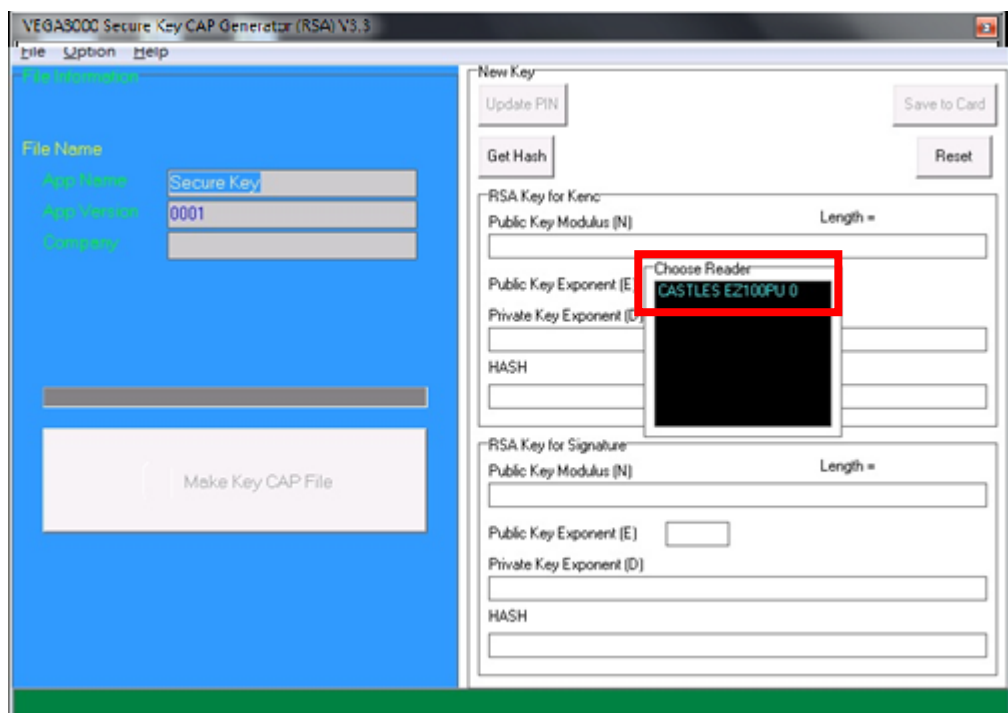 VEGA3000 Secure Key CAP Generator (RSA) V3.3
File Option Help
File Information
File Name
App Name Secure Key
App Version 0001
Company
Make Key CAP File
New Key
Update PIN Save to Card
Get Hash Reset
RSA Key for Kenc
Public Key Modulus (N) Length =
Choose Reader
CASTLES EZ100PU 0
Public Key Exponent (E)
Private Key Exponent (D)
HASH
RSA Key for Signature
Public Key Modulus (N) Length =
Public Key Exponent (E)
Private Key Exponent (D)
HASH